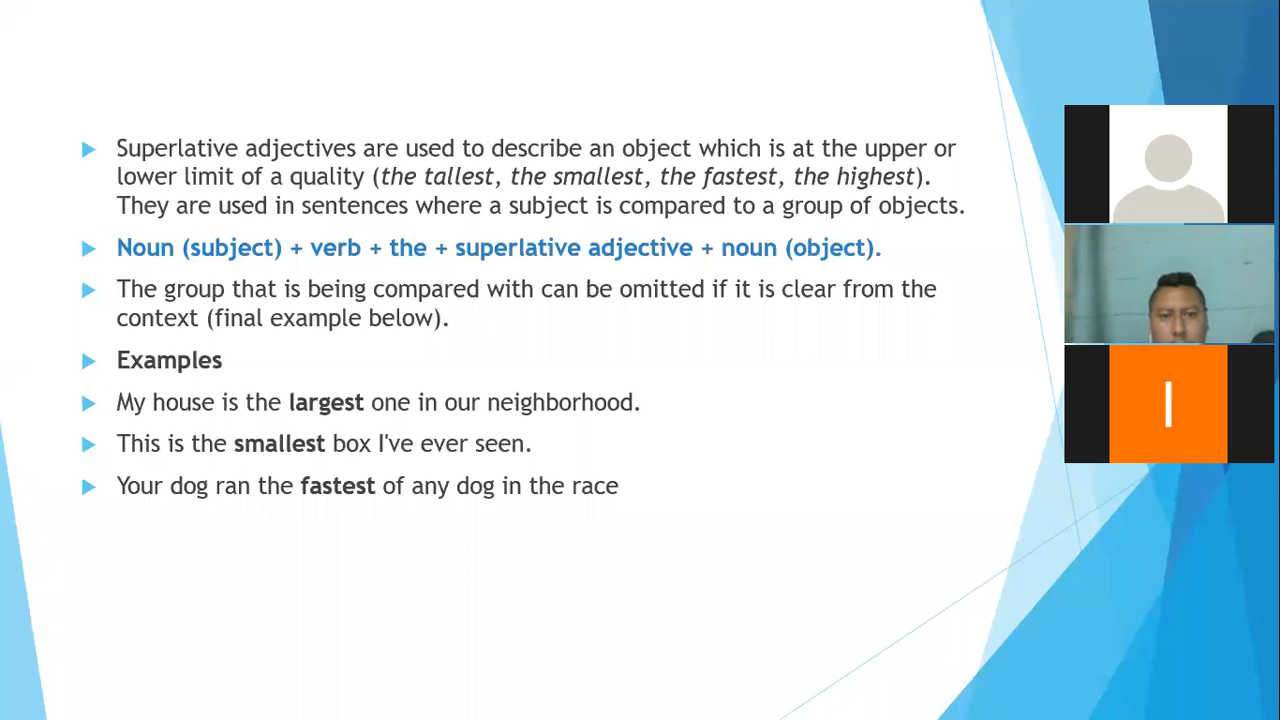 Superlative adjectives are used to describe an object which is at the upper or
lower limit of a quality (the tallest, the smallest, the fastest, the highest).
They are used in sentences where a subject is compared to a group of objects.
Noun (subject) + verb + the + superlative adjective + noun (object).
The group that is being compared with can be omitted if it is clear from the
context (final example below).
Examples
My house is the largest one in our neighborhood.
This is the smallest box I've ever seen.
Your dog ran the fastest of any dog in the race
I